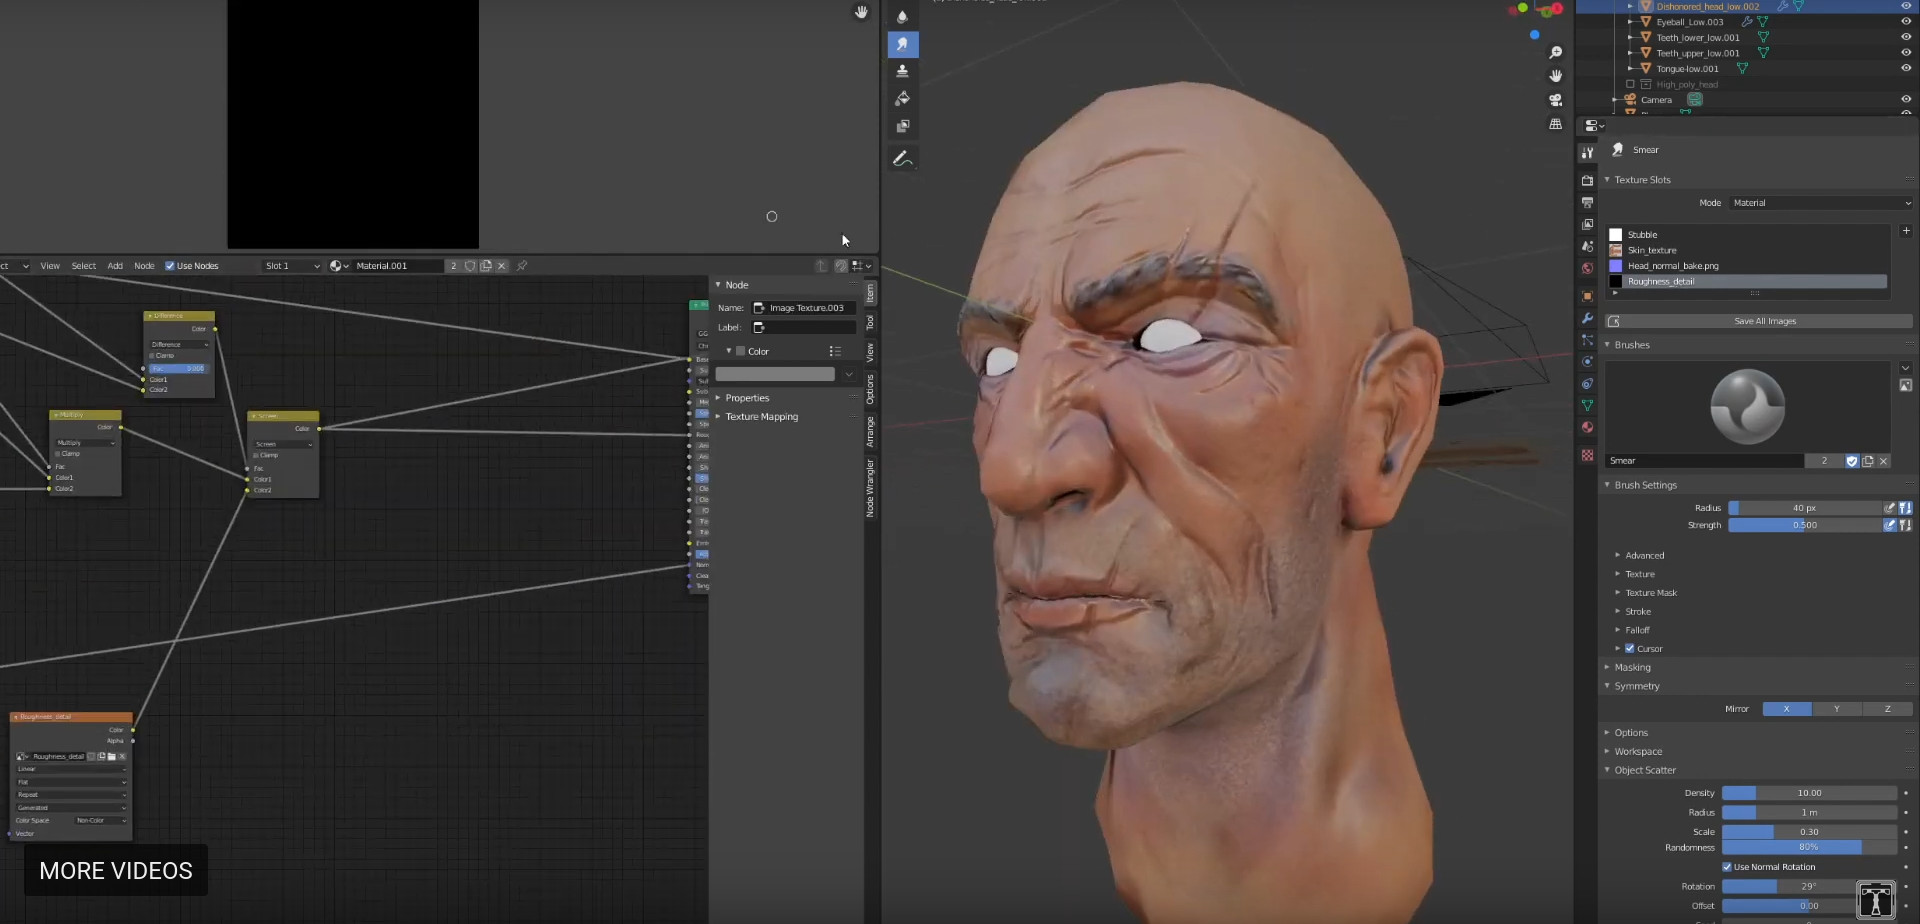 Dishonored_head_low.002
Eyeball_Low.003
Teeth_lower_low.001
Teeth_upper_low.001
Tongue-low.001
High_poly_head
Camera
Smear
Texture Slots
Mode Material
Stubble
Skin_texture
Head_normal_bake.png
Roughness_detail
Save All Images
Brushes
Smear 2
Brush Settings
Radius 40 px
Strength 0.500
Advanced
Texture
Texture Mask
Stroke
Falloff
Cursor
Masking
Symmetry
Mirror X Y Z
Options
Workspace
Object Scatter
Density 10.00
Radius 1 m
Scale 0.30
Randomness 80%
Use Normal Rotation
Rotation 29°
Offset 0.00
ct View Select Add Node Use Nodes Slot 1 Material.001 2
Node
Name: Image Texture.003
Label:
Color
Properties
Texture Mapping
Item
Tool
View
Options
Arrange
Node Wrangler
Difference
Color
Difference
Clamp
Fac
Color1
Color2
Multiply
Color
Multiply
Clamp
Fac
Color1
Color2
Screen
Color
Screen
Clamp
Fac
Color1
Color2
Roughness_detail
Color
Alpha
Roughness_detail
Linear
Flat
Repeat
Generated
Color Space Non-Color
Vector
MORE VIDEOS